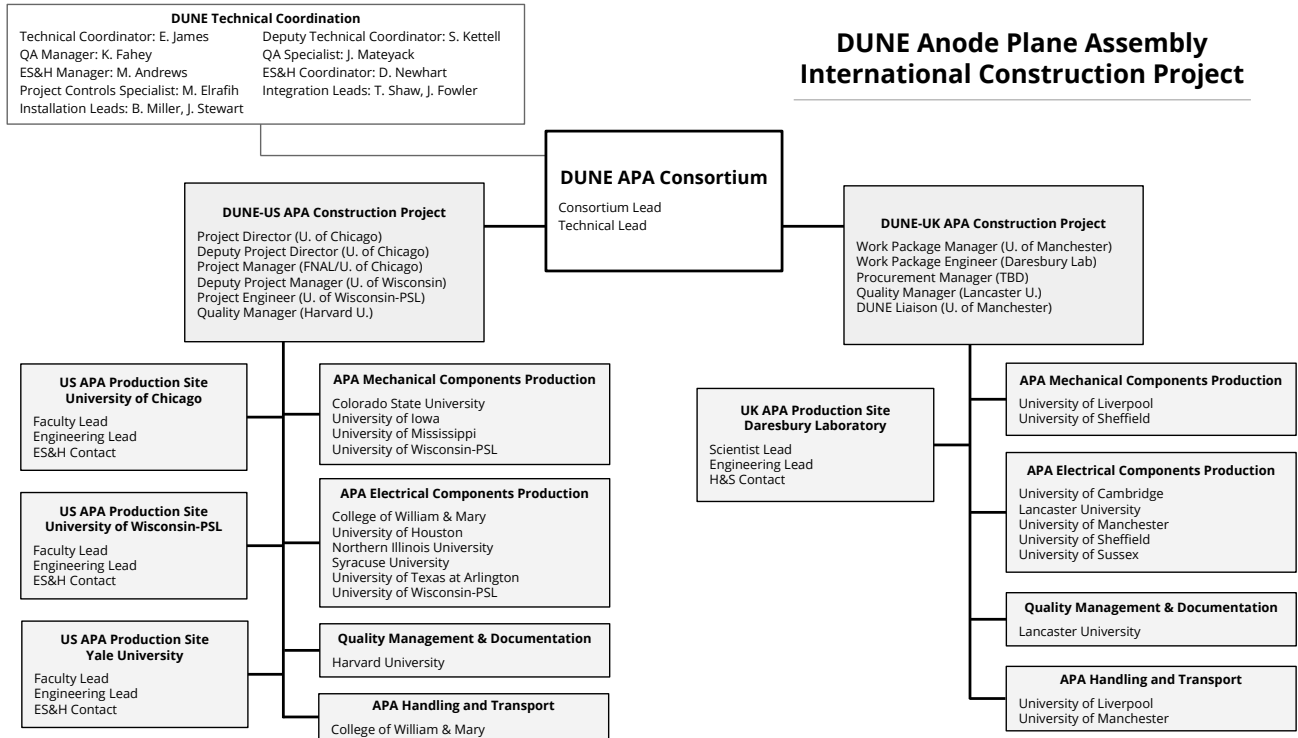 DUNE Technical Coordination
Technical Coordinator: E. James
QA Manager: K. Fahey
ES&H Manager: M. Andrews
Project Controls Specialist: M. Elrafih
Installation Leads: B. Miller, J. Stewart
Deputy Technical Coordinator: S. Kettell
QA Specialist: J. Mateyack
ES&H Coordinator: D. Newhart
Integration Leads: T. Shaw, J. Fowler
DUNE Anode Plane Assembly
International Construction Project
DUNE APA Consortium
Consortium Lead
Technical Lead
DUNE-US APA Construction Project
Project Director (U. of Chicago)
Deputy Project Director (U. of Chicago)
Project Manager (FNAL/U. of Chicago)
Deputy Project Manager (U. of Wisconsin)
Project Engineer (U. of Wisconsin-PSL)
Quality Manager (Harvard U.)
DUNE-UK APA Construction Project
Work Package Manager (U. of Manchester)
Work Package Engineer (Daresbury Lab)
Procurement Manager (TBD)
Quality Manager (Lancaster U.)
DUNE Liaison (U. of Manchester)
US APA Production Site
University of Chicago
Faculty Lead
Engineering Lead
ES&H Contact
US APA Production Site
University of Wisconsin-PSL
Faculty Lead
Engineering Lead
ES&H Contact
US APA Production Site
Yale University
Faculty Lead
Engineering Lead
ES&H Contact
APA Mechanical Components Production
Colorado State University
University of Iowa
University of Mississippi
University of Wisconsin-PSL
APA Electrical Components Production
College of William & Mary
University of Houston
Northern Illinois University
Syracuse University
University of Texas at Arlington
University of Wisconsin-PSL
Quality Management & Documentation
Harvard University
APA Handling and Transport
College of William & Mary
UK APA Production Site
Daresbury Laboratory
Scientist Lead
Engineering Lead
H&S Contact
APA Mechanical Components Production
University of Liverpool
University of Sheffield
APA Electrical Components Production
University of Cambridge
Lancaster University
University of Manchester
University of Sheffield
University of Sussex
Quality Management & Documentation
Lancaster University
APA Handling and Transport
University of Liverpool
University of Manchester